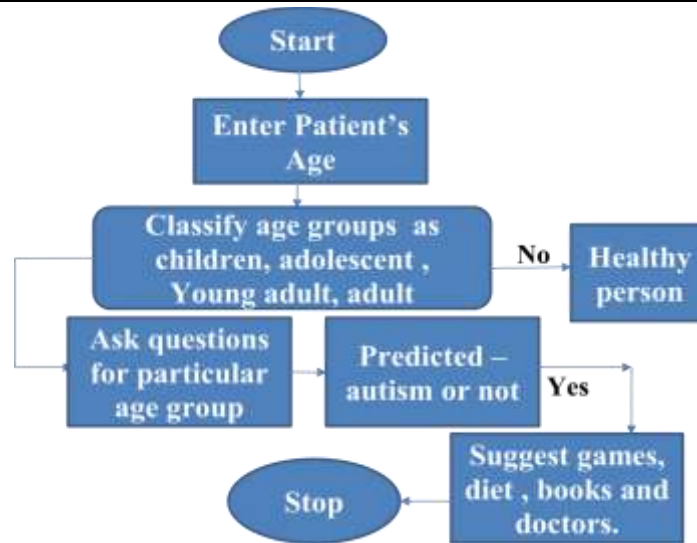 Start
Enter Patient's
Age
Classify age groups as
children, adolescent ,
Young adult, adult
No
Healthy
person
Ask questions
for particular
age group
Predicted –
autism or not
Yes
Suggest games,
diet , books and
doctors.
Stop